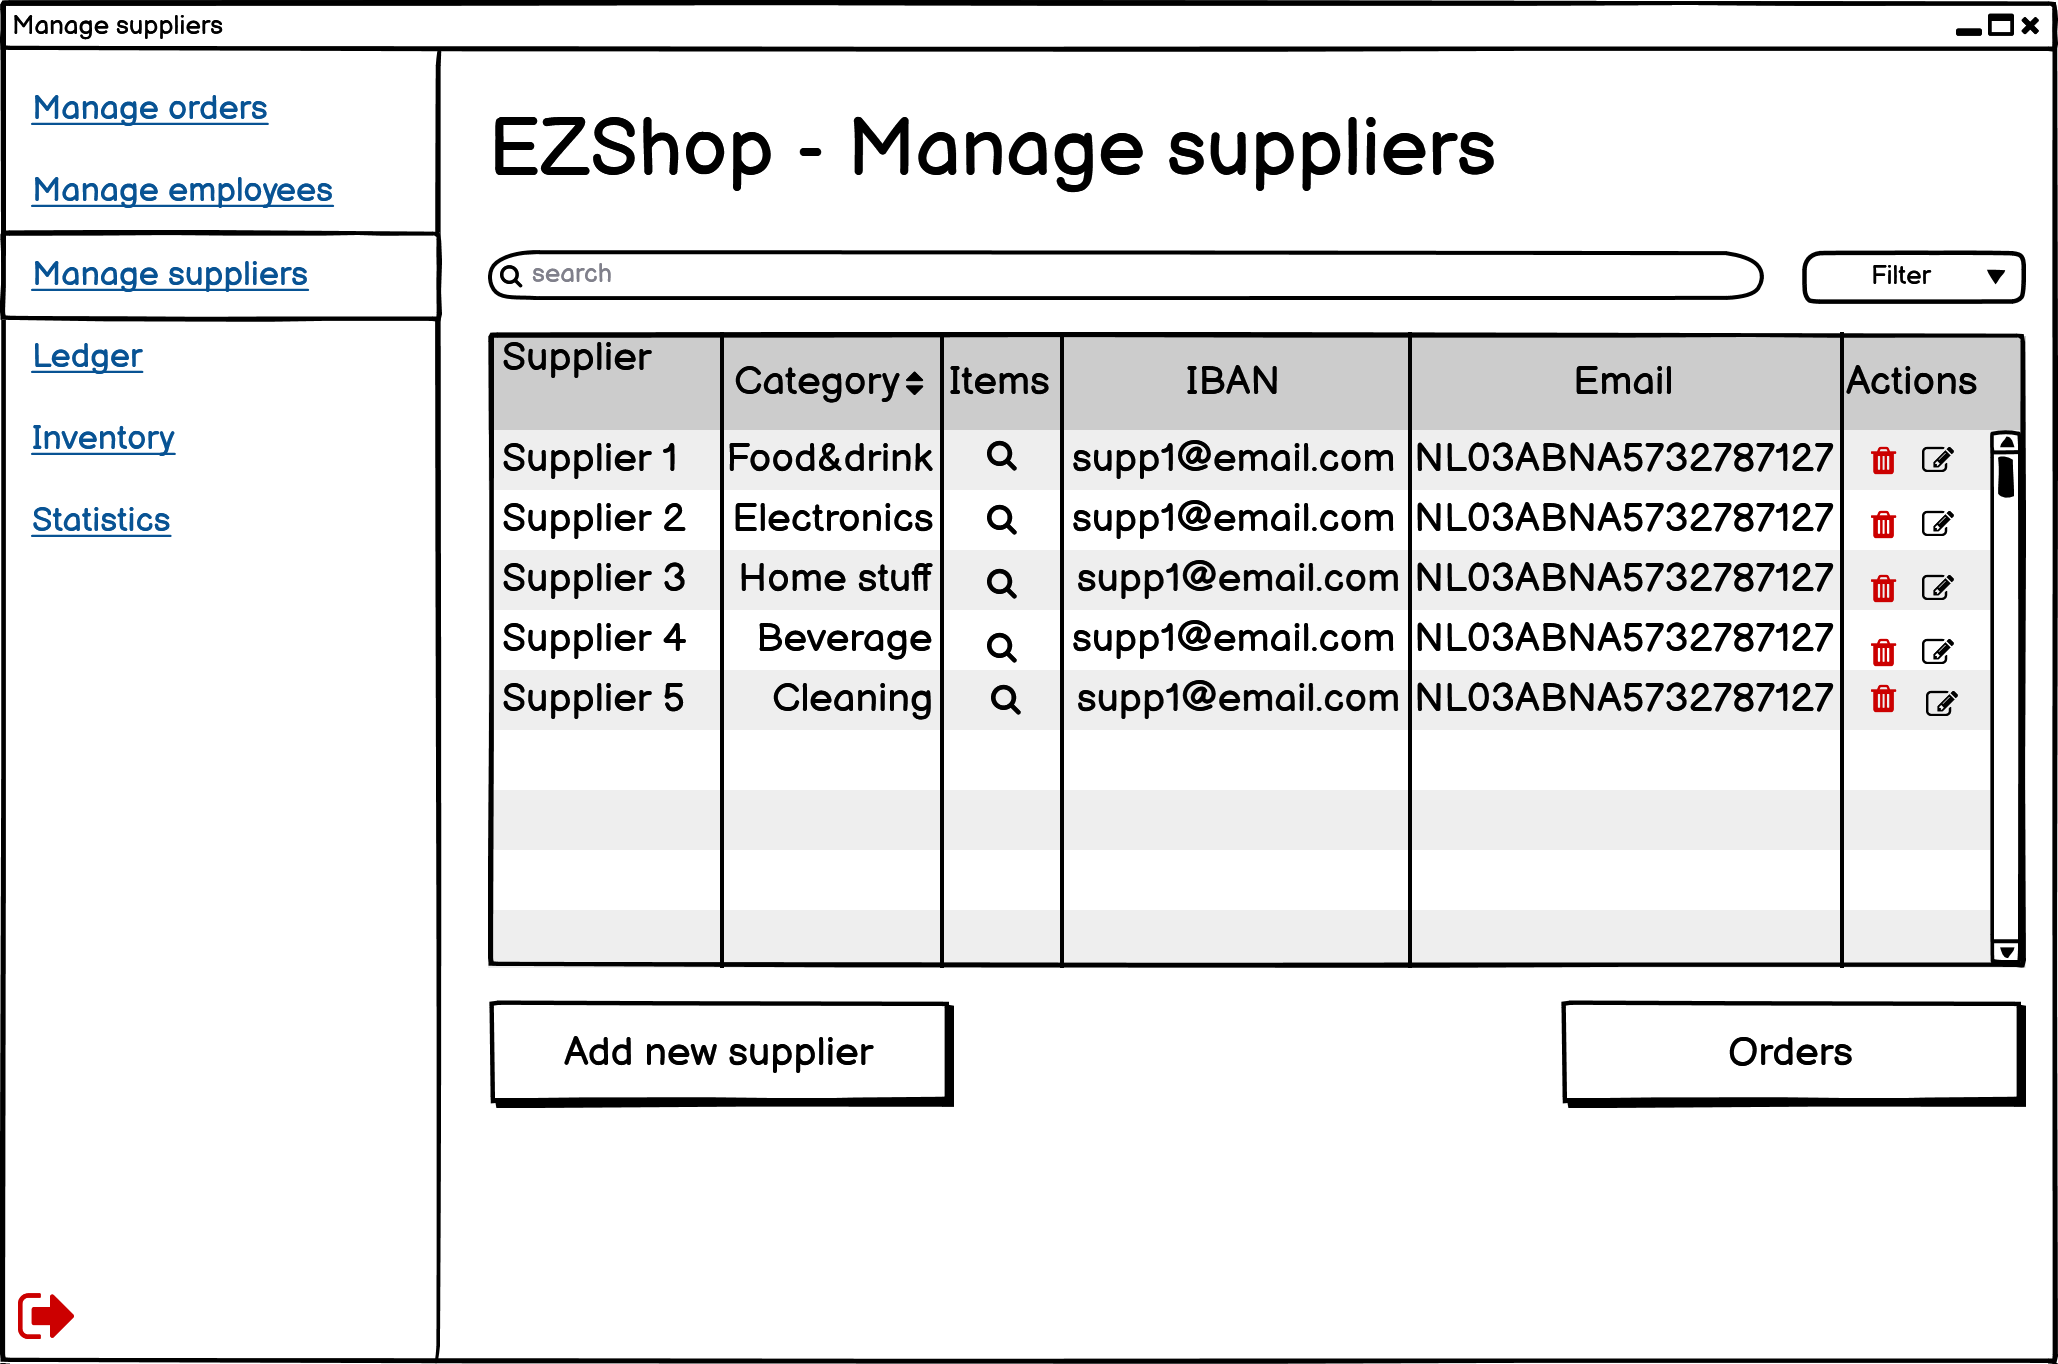 Manage suppliers
Manage orders
Manage employees
Manage suppliers
Ledger
Inventory
Statistics
EZShop - Manage suppliers
search
Filter
Supplier Category Items IBAN Email Actions
Supplier 1 Food&drink supp1@email.com NL03ABNA5732787127
Supplier 2 Electronics supp1@email.com NL03ABNA5732787127
Supplier 3 Home stuff supp1@email.com NL03ABNA5732787127
Supplier 4 Beverage supp1@email.com NL03ABNA5732787127
Supplier 5 Cleaning supp1@email.com NL03ABNA5732787127
Add new supplier
Orders